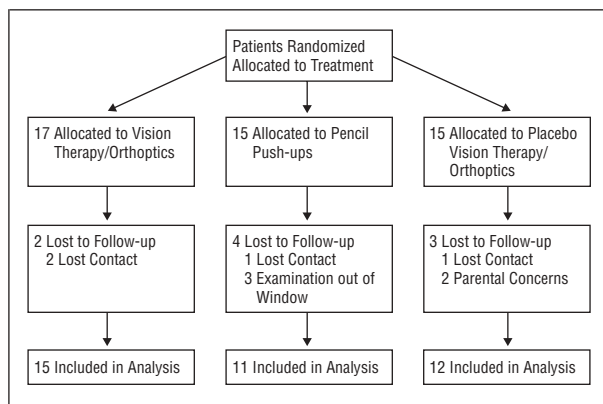 Patients Randomized
Allocated to Treatment
17 Allocated to Vision
Therapy/Orthoptics
15 Allocated to Pencil
Push-ups
15 Allocated to Placebo
Vision Therapy/
Orthoptics
2 Lost to Follow-up
2 Lost Contact
4 Lost to Follow-up
1 Lost Contact
3 Examination out of
Window
3 Lost to Follow-up
1 Lost Contact
2 Parental Concerns
15 Included in Analysis
11 Included in Analysis
12 Included in Analysis